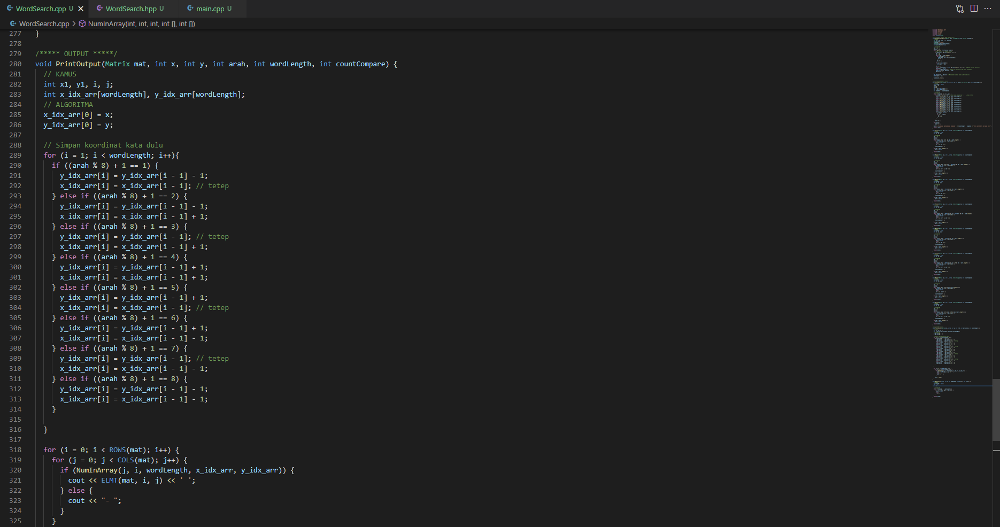 WordSearch.cpp U
WordSearch.hpp U
main.cpp U
WordSearch.cpp > NumInArray(int, int, int, int [], int [])
277 }
278
279 /***** OUTPUT *****/
280 void PrintOutput(Matrix mat, int x, int y, int arah, int wordLength, int countCompare) {
281 // KAMUS
282 int x1, y1, i, j;
283 int x_idx_arr[wordLength], y_idx_arr[wordLength];
284 // ALGORITMA
285 x_idx_arr[0] = x;
286 y_idx_arr[0] = y;
287
288 // Simpan koordinat kata dulu
289 for (i = 1; i < wordLength; i++){
290 if ((arah % 8) + 1 == 1) {
291 y_idx_arr[i] = y_idx_arr[i - 1] - 1;
292 x_idx_arr[i] = x_idx_arr[i - 1]; // tetep
293 } else if ((arah % 8) + 1 == 2) {
294 y_idx_arr[i] = y_idx_arr[i - 1] - 1;
295 x_idx_arr[i] = x_idx_arr[i - 1] + 1;
296 } else if ((arah % 8) + 1 == 3) {
297 y_idx_arr[i] = y_idx_arr[i - 1]; // tetep
298 x_idx_arr[i] = x_idx_arr[i - 1] + 1;
299 } else if ((arah % 8) + 1 == 4) {
300 y_idx_arr[i] = y_idx_arr[i - 1] + 1;
301 x_idx_arr[i] = x_idx_arr[i - 1] + 1;
302 } else if ((arah % 8) + 1 == 5) {
303 y_idx_arr[i] = y_idx_arr[i - 1] + 1;
304 x_idx_arr[i] = x_idx_arr[i - 1]; // tetep
305 } else if ((arah % 8) + 1 == 6) {
306 y_idx_arr[i] = y_idx_arr[i - 1] + 1;
307 x_idx_arr[i] = x_idx_arr[i - 1] - 1;
308 } else if ((arah % 8) + 1 == 7) {
309 y_idx_arr[i] = y_idx_arr[i - 1]; // tetep
310 x_idx_arr[i] = x_idx_arr[i - 1] - 1;
311 } else if ((arah % 8) + 1 == 8) {
312 y_idx_arr[i] = y_idx_arr[i - 1] - 1;
313 x_idx_arr[i] = x_idx_arr[i - 1] - 1;
314 }
315
316 }
317
318 for (i = 0; i < ROWS(mat); i++) {
319 for (j = 0; j < COLS(mat); j++) {
320 if (NumInArray(j, i, wordLength, x_idx_arr, y_idx_arr)) {
321 cout << ELMT(mat, i, j) << ' ';
322 } else {
323 cout << "- ";
324 }
325 }